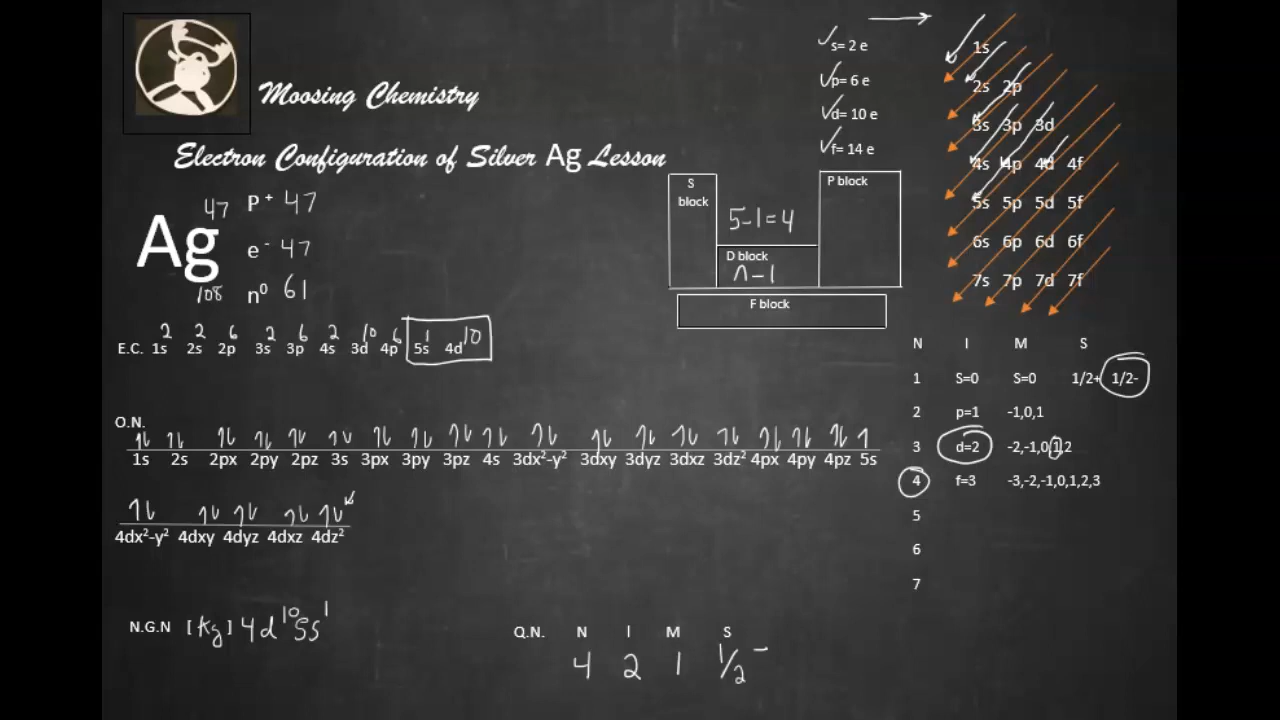 Moosing Chemistry
Electron Configuration of Silver Ag Lesson
47 P⁺ 47
Ag e⁻ 47
108 n⁰ 61
E.C. 1s² 2s² 2p⁶ 3s² 3p⁶ 4s² 3d¹⁰ 4p⁶ 5s¹ 4d¹⁰
O.N.
1s 2s 2px 2py 2pz 3s 3px 3py 3pz 4s 3dx²-y² 3dxy 3dyz 3dxz 3dz² 4px 4py 4pz 5s
4dx²-y² 4dxy 4dyz 4dxz 4dz²
N.G.N [Kg] 4d¹⁰ 5s¹
Q.N. N I M S
4 2 1 1/2 -
s= 2 e
p= 6 e
d= 10 e
f= 14 e
S
block
5-1=4
D block
n-1
P block
F block
1s
2s 2p
3s 3p 3d
4s 4p 4d 4f
5s 5p 5d 5f
6s 6p 6d 6f
7s 7p 7d 7f
N I M S
1 S=0 S=0 1/2+ 1/2-
2 p=1 -1,0,1
3 d=2 -2,-1,0,1,2
4 f=3 -3,-2,-1,0,1,2,3
5
6
7